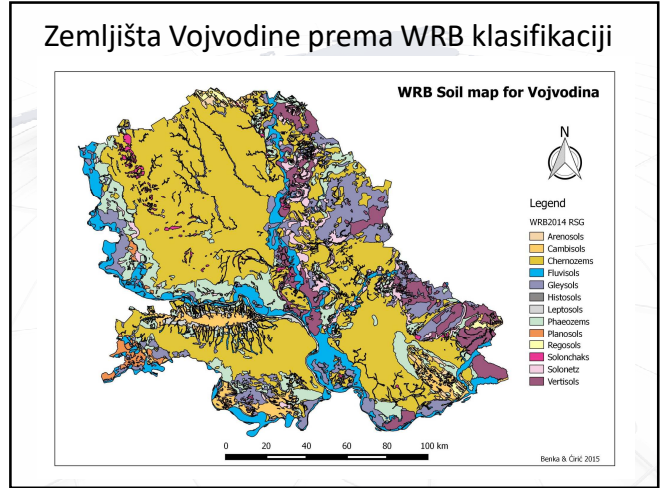 Zemljišta Vojvodine prema WRB klasifikaciji
WRB Soil map for Vojvodina
N
Legend
WRB2014 RSG
Arenosols
Cambisols
Chernozems
Fluvisols
Gleysols
Histosols
Leptosols
Phaeozems
Planosols
Regosols
Solonchaks
Solonetz
Vertisols
0 20 40 60 80 100 km
Benka & Ćirić 2015